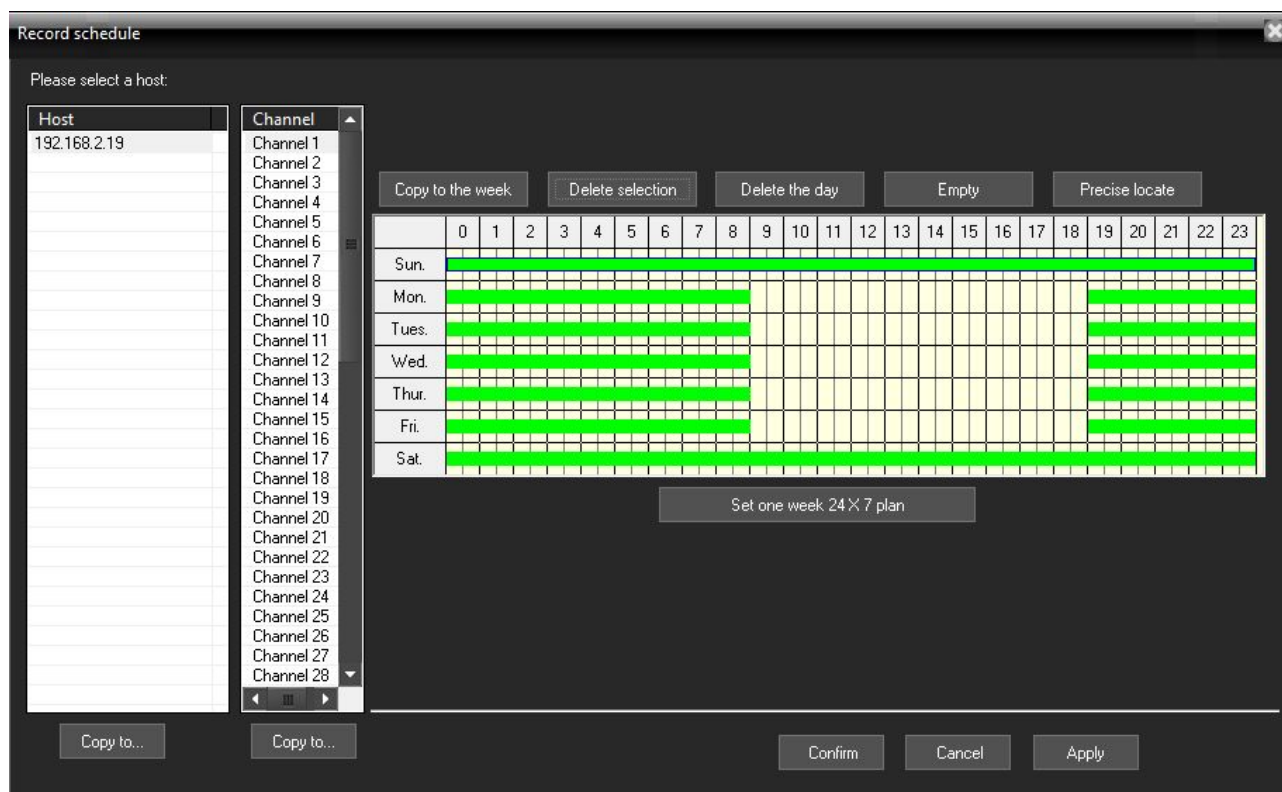 Record schedule
Please select a host:
Host
192.168.2.19
Copy to...
Channel
Channel 1
Channel 2
Channel 3
Channel 4
Channel 5
Channel 6
Channel 7
Channel 8
Channel 9
Channel 10
Channel 11
Channel 12
Channel 13
Channel 14
Channel 15
Channel 16
Channel 17
Channel 18
Channel 19
Channel 20
Channel 21
Channel 22
Channel 23
Channel 24
Channel 25
Channel 26
Channel 27
Channel 28
Copy to...
Copy to the week Delete selection Delete the day Empty Precise locate
0 1 2 3 4 5 6 7 8 9 10 11 12 13 14 15 16 17 18 19 20 21 22 23
Sun.
Mon.
Tues.
Wed.
Thur.
Fri.
Sat.
Set one week 24 X 7 plan
Confirm Cancel Apply